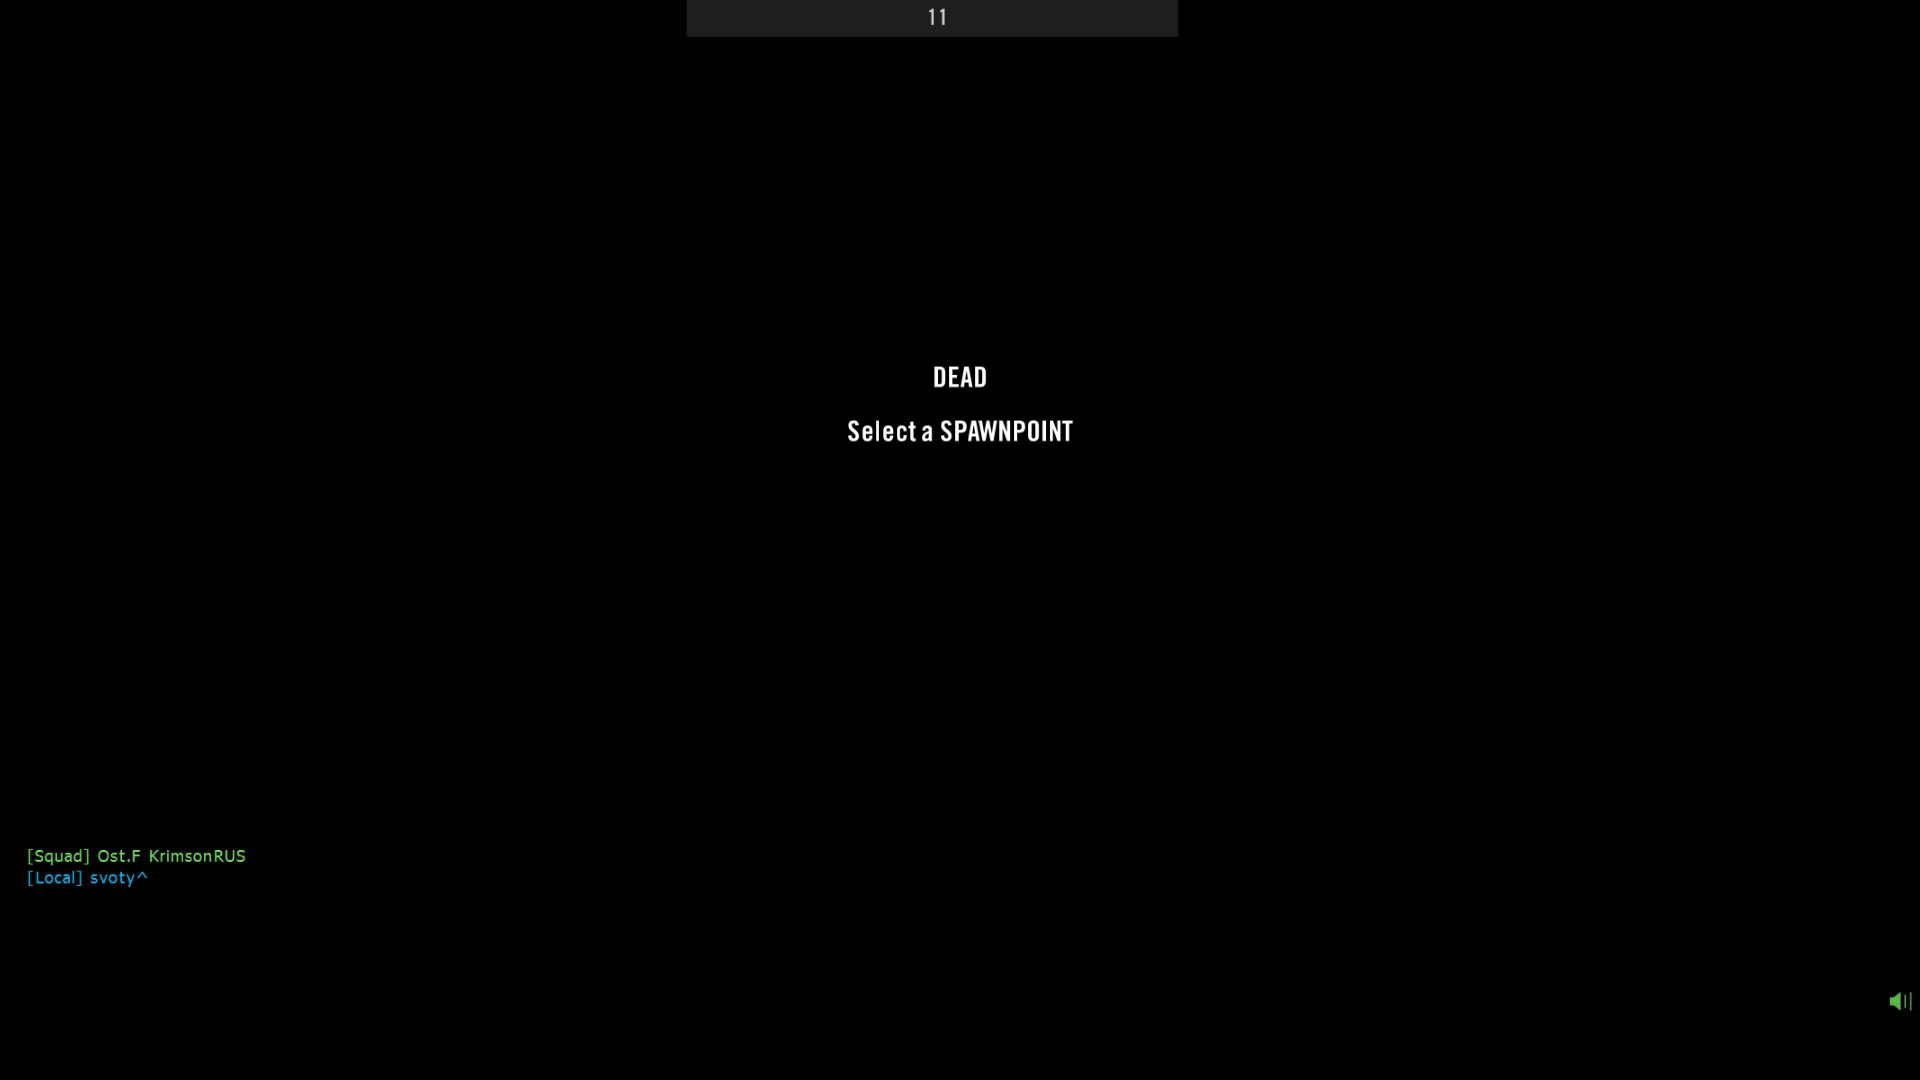 11
DEAD
Select a SPAWNPOINT
[Squad] Ost.F KrimsonRUS
[Local] svoty^